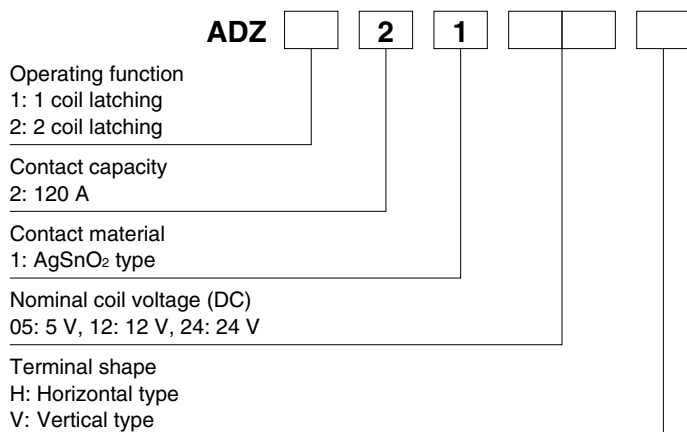 ADZ 2 1
Operating function
1: 1 coil latching
2: 2 coil latching
Contact capacity
2: 120 A
Contact material
1: AgSnO₂ type
Nominal coil voltage (DC)
05: 5 V, 12: 12 V, 24: 24 V
Terminal shape
H: Horizontal type
V: Vertical type